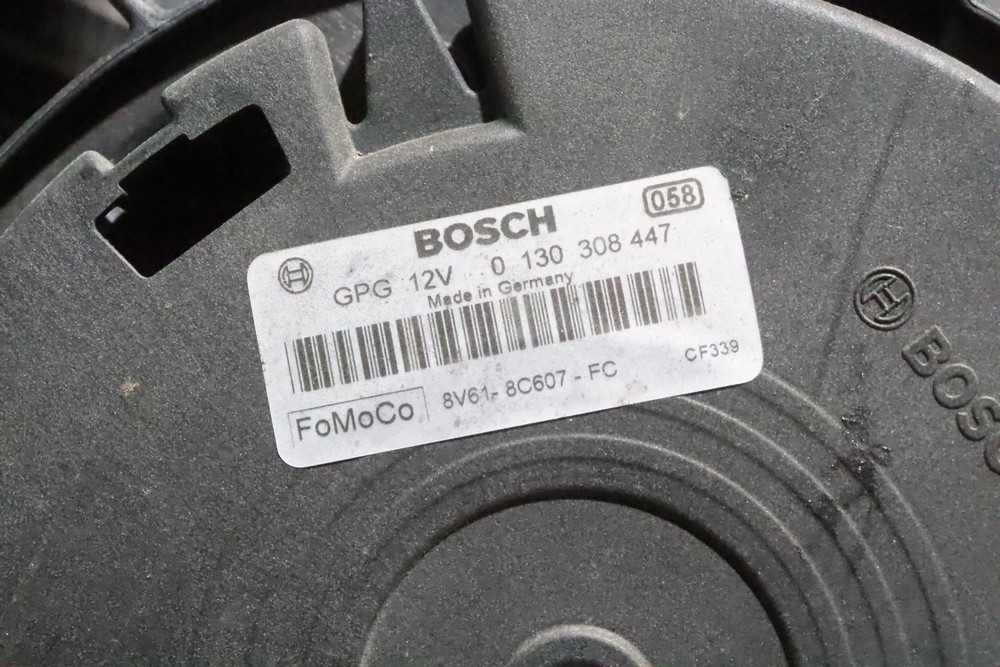 BOSCH 058
GPG 12V 0 130 308 447
Made in Germany
FoMoCo 8V61- 8C607 - FC CF339
BOSC